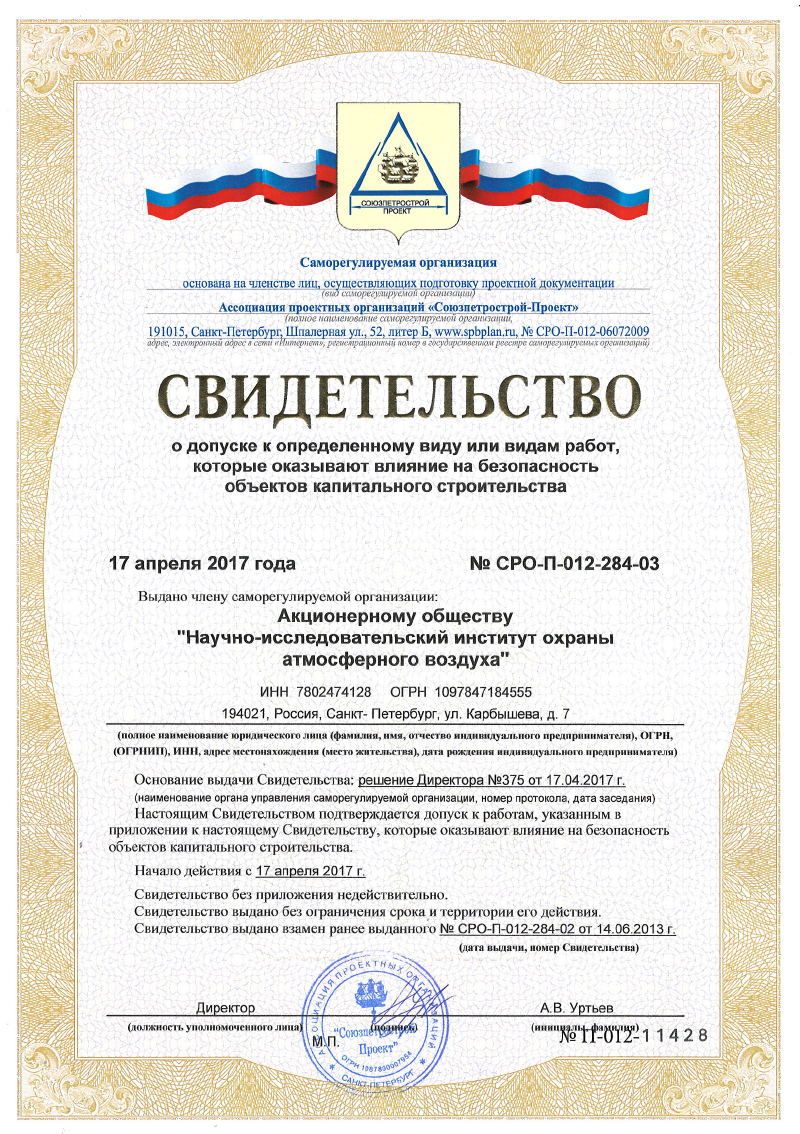 СОЮЗПЕТРОСТРОЙ
ПРОЕКТ
Саморегулируемая организация
основана на членстве лиц, осуществляющих подготовку проектной документации
(вид саморегулируемой организации)
Ассоциация проектных организаций «Союзпетрострой-Проект»
(полное наименование саморегулируемой организации,
191015, Санкт-Петербург, Шпалерная ул., 52, литер Б, www.spbplan.ru, № СРО-П-012-06072009
адрес, электронный адрес в сети «Интернет», регистрационный номер в государственном реестре саморегулируемых организаций)
СВИДЕТЕЛЬСТВО
о допуске к определенному виду или видам работ,
которые оказывают влияние на безопасность
объектов капитального строительства
17 апреля 2017 года № СРО-П-012-284-03
Выдано члену саморегулируемой организации:
Акционерному обществу
"Научно-исследовательский институт охраны
атмосферного воздуха"
ИНН 7802474128 ОГРН 1097847184555
194021, Россия, Санкт- Петербург, ул. Карбышева, д. 7
(полное наименование юридического лица (фамилия, имя, отчество индивидуального предпринимателя), ОГРН,
(ОГРНИП), ИНН, адрес местонахождения (место жительства), дата рождения индивидуального предпринимателя)
Основание выдачи Свидетельства: решение Директора №375 от 17.04.2017 г.
(наименование органа управления саморегулируемой организации, номер протокола, дата заседания)
Настоящим Свидетельством подтверждается допуск к работам, указанным в
приложении к настоящему Свидетельству, которые оказывают влияние на безопасность
объектов капитального строительства.
Начало действия с 17 апреля 2017 г.
Свидетельство без приложения недействительно.
Свидетельство выдано без ограничения срока и территории его действия.
Свидетельство выдано взамен ранее выданного № СРО-П-012-284-02 от 14.06.2013 г.
(дата выдачи, номер Свидетельства)
Директор А.В. Уртьев
(должность уполномоченного лица) (подпись) (инициалы, фамилия)
М.П.
№ П-012-11428
АССОЦИАЦИЯ ПРОЕКТНЫХ ОРГАНИЗАЦИЙ
"Союзпетрострой
Проект"
САНКТ-ПЕТЕРБУРГ